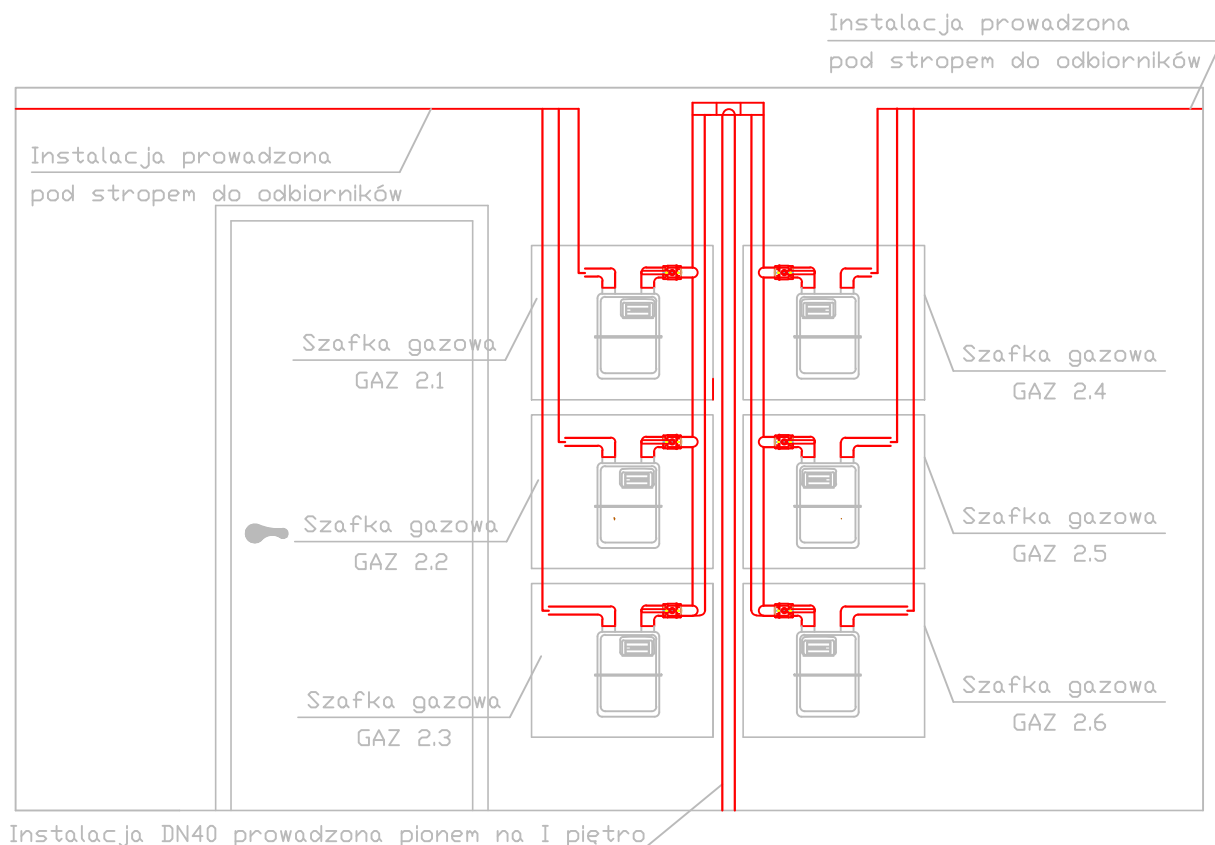 Instalacja prowadzona
pod stropem do odbiorników
Instalacja prowadzona
pod stropem do odbiorników
Szafka gazowa
GAZ 2.1
Szafka gazowa
GAZ 2.4
Szafka gazowa
GAZ 2.2
Szafka gazowa
GAZ 2.5
Szafka gazowa
GAZ 2.3
Szafka gazowa
GAZ 2.6
Instalacja DN40 prowadzona pionem na I piętro